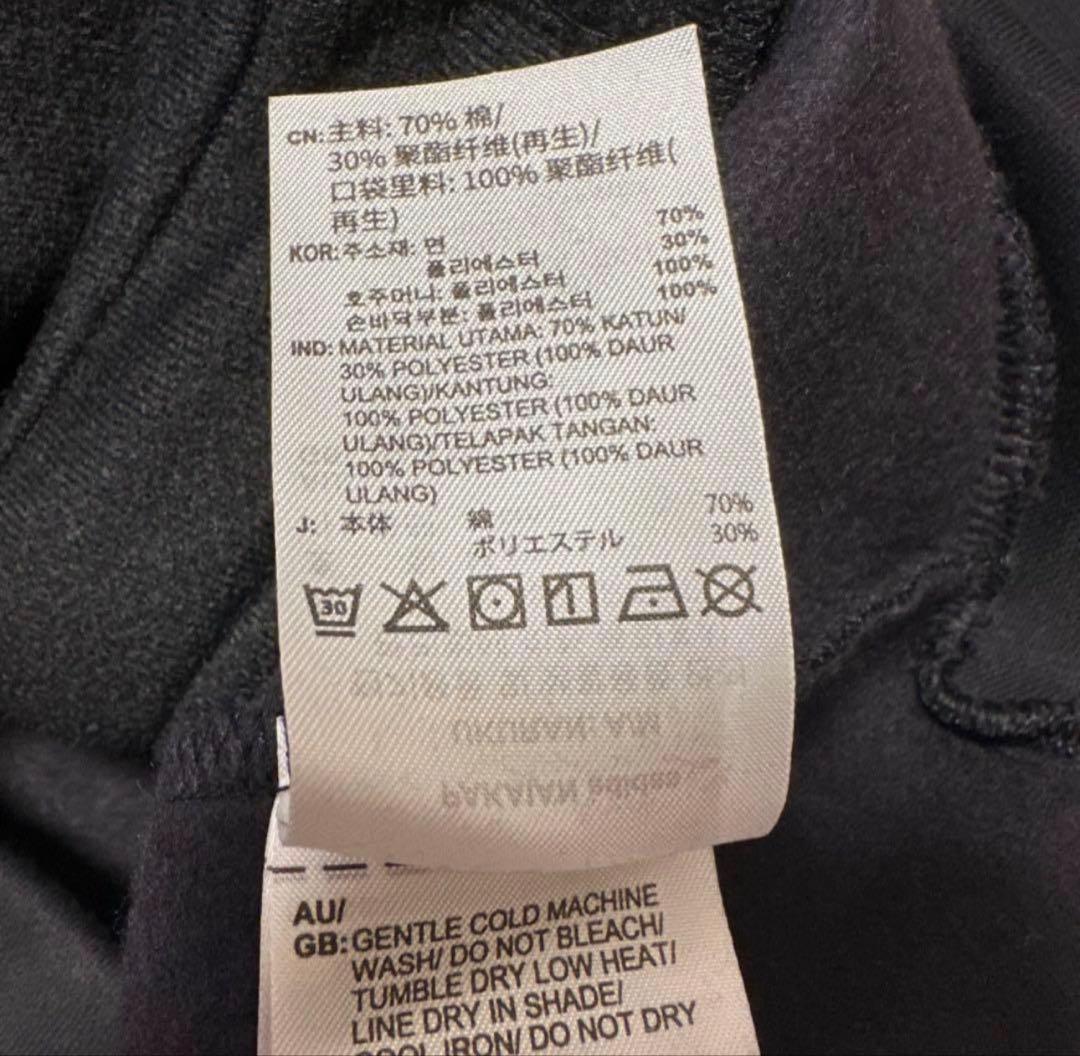 CN:主料: 70% 棉/
30% 聚酯纤维(再生)/
口袋里料: 100% 聚酯纤维(
再生)
KOR:주소재: 면 70%
폴리에스터 30%
호주머니: 폴리에스터 100%
손바닥부분: 폴리에스터 100%
IND: MATERIAL UTAMA: 70% KATUN/
30% POLYESTER (100% DAUR
ULANG)/KANTUNG:
100% POLYESTER (100% DAUR
ULANG)/TELAPAK TANGAN:
100% POLYESTER (100% DAUR
ULANG)
J: 本体 綿 70%
ポリエステル 30%
30
AU/
GB:GENTLE COLD MACHINE
WASH/ DO NOT BLEACH/
TUMBLE DRY LOW HEAT/
LINE DRY IN SHADE/
COOL IRON/ DO NOT DRY